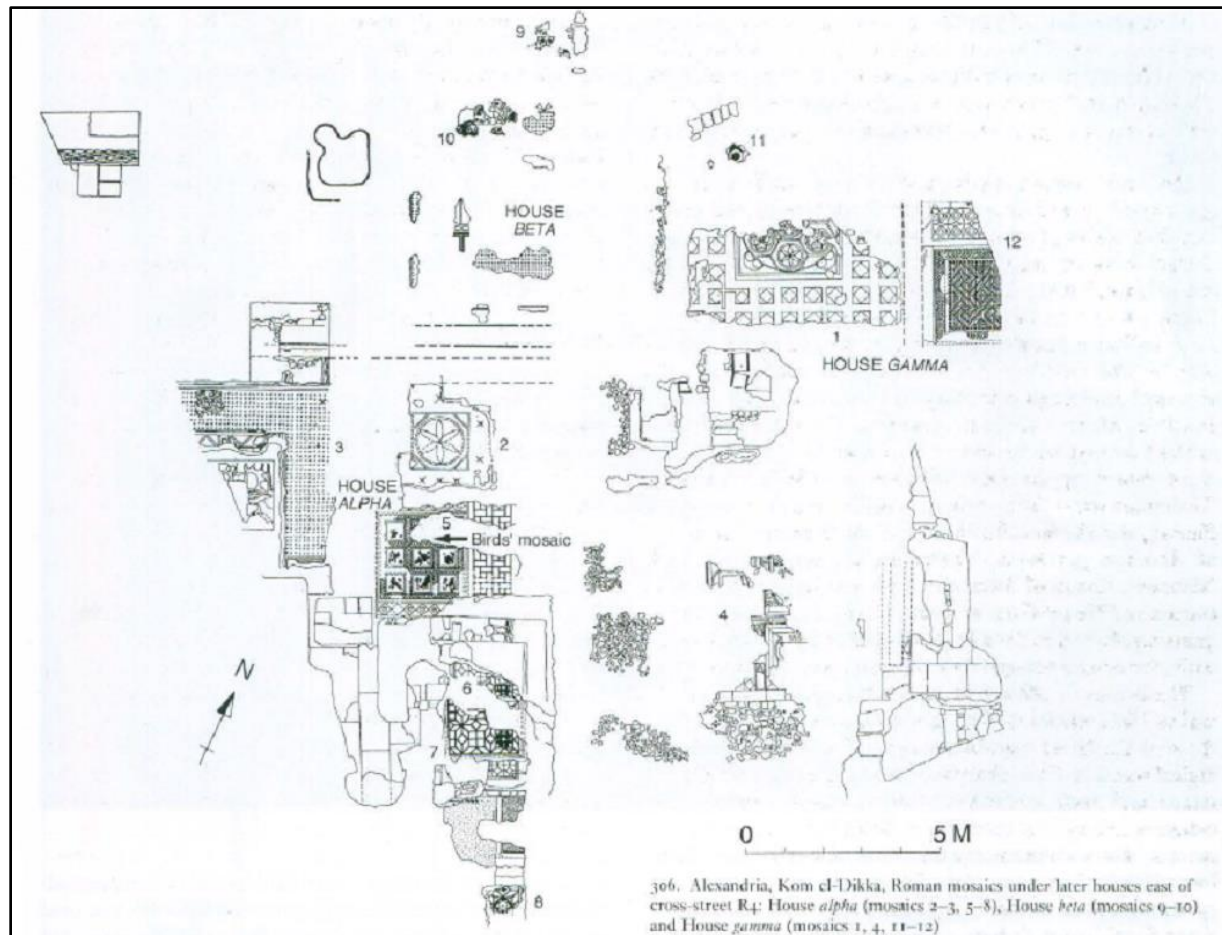 9
10
11
HOUSE
BETA
12
1
HOUSE GAMMA
3
2
HOUSE
ALPHA
5
Birds' mosaic
4
N
6
7
8
0 5 M
306. Alexandria, Kom el-Dikka, Roman mosaics under later houses east of
cross-street R4: House alpha (mosaics 2–3, 5–8), House beta (mosaics 9–10)
and House gamma (mosaics 1, 4, 11–12)